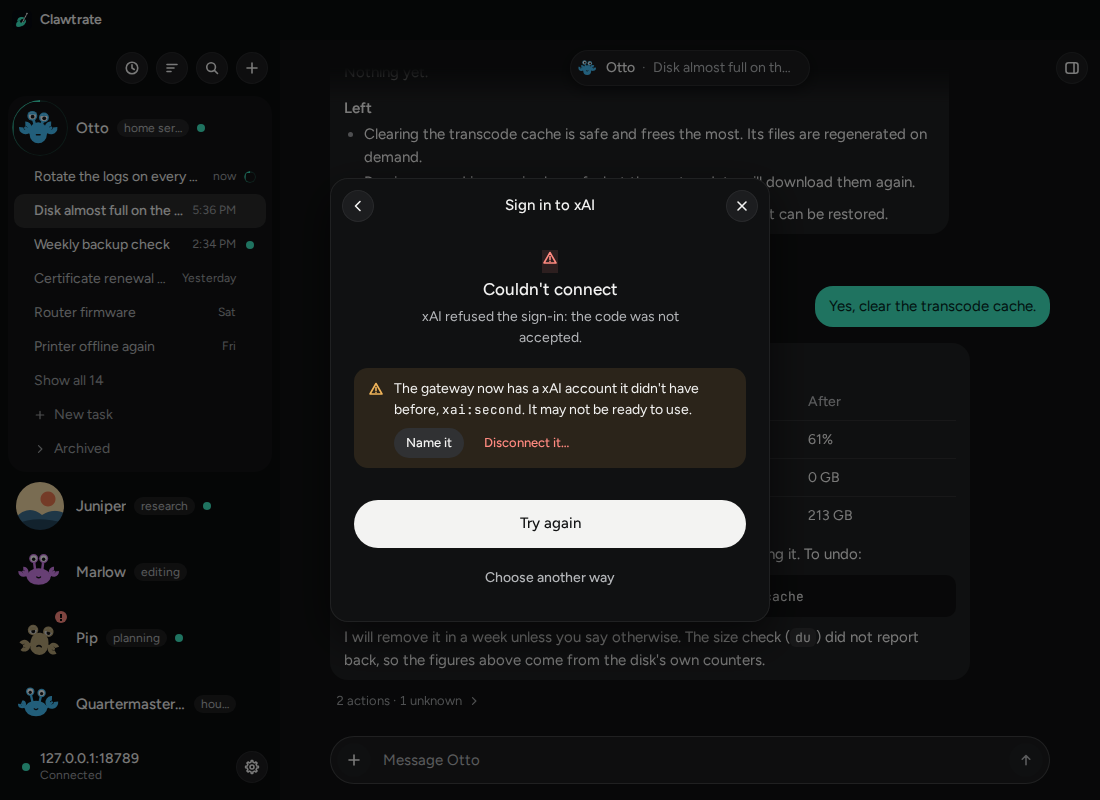 Clawtrate
Otto
home ser...
Rotate the logs on every ...
now
Disk almost full on the ...
5:36 PM
Weekly backup check
2:34 PM
Certificate renewal ...
Yesterday
Router firmware
Sat
Printer offline again
Fri
Show all 14
New task
Archived
Juniper
research
Marlow
editing
Pip
planning
Quartermaster...
hou...
127.0.0.1:18789
Connected
Otto · Disk almost full on th...
Nothing yet.
Left
Clearing the transcode cache is safe and frees the most. Its files are regenerated on
demand.
will download them again.
t can be restored.
Yes, clear the transcode cache.
After
61%
0 GB
213 GB
ng it. To undo:
cache
I will remove it in a week unless you say otherwise. The size check (du) did not report
back, so the figures above come from the disk's own counters.
2 actions · 1 unknown
Message Otto
Sign in to xAI
Couldn't connect
xAI refused the sign-in: the code was not
accepted.
The gateway now has a xAI account it didn't have
before, xai:second. It may not be ready to use.
Name it
Disconnect it...
Try again
Choose another way